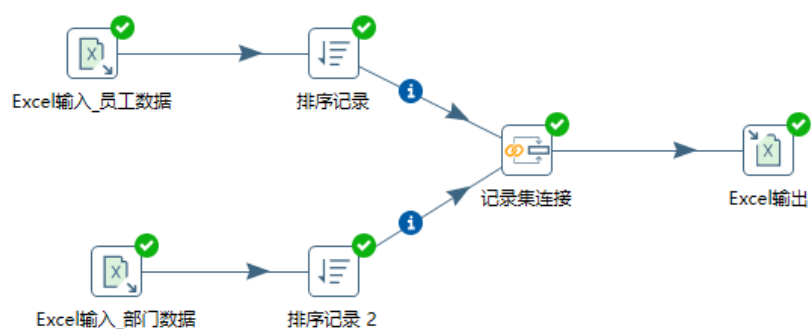 Excel输入_员工数据
排序记录
记录集连接
Excel输出
Excel输入_部门数据
排序记录 2